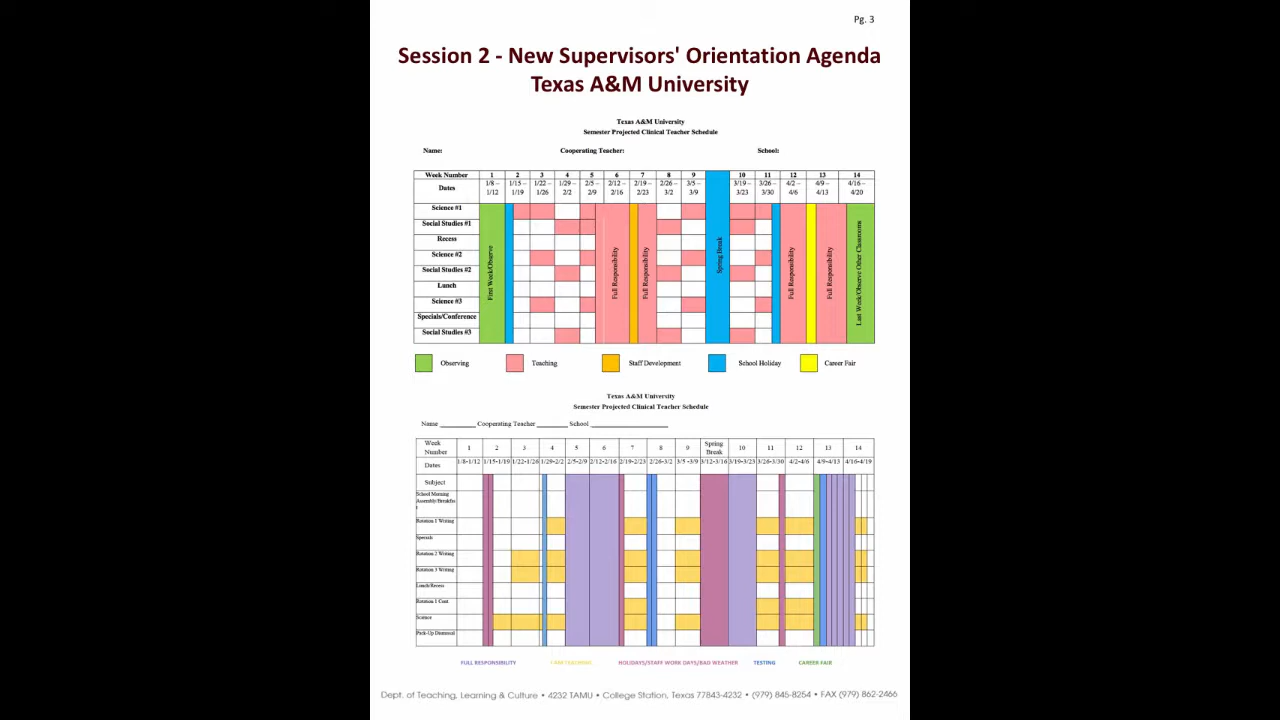 Pg. 3
Session 2 - New Supervisors' Orientation Agenda
Texas A&M University
Texas A&M University
Semester Projected Clinical Teacher Schedule
Name: Cooperating Teacher: School:
Week Number 1 2 3 4 5 6 7 8 9 10 11 12 13 14
Dates 1/8 – 1/12 1/15 – 1/19 1/22 – 1/26 1/29 – 2/2 2/5 – 2/9 2/12 – 2/16 2/19 – 2/23 2/26 – 3/2 3/5 – 3/9 3/19 – 3/23 3/26 – 3/30 4/2 – 4/6 4/9 – 4/13 4/16 – 4/20
Science #1
Social Studies #1
Recess
Science #2
Social Studies #2
Lunch
Science #3
Specials/Conference
Social Studies #3
First Week/Observe
Full Responsibility
Full Responsibility
Spring Break
Full Responsibility
Full Responsibility
Last Week/Observe Other Classrooms
Observing Teaching Staff Development School Holiday Career Fair
Texas A&M University
Semester Projected Clinical Teacher Schedule
Name ________ Cooperating Teacher ________ School ________________
Week Number 1 2 3 4 5 6 7 8 9 Spring Break 10 11 12 13 14
Dates 1/8-1/12 1/15-1/19 1/22-1/26 1/29-2/2 2/5-2/9 2/12-2/16 2/19-2/23 2/26-3/2 3/5 -3/9 3/12-3/16 3/19-3/23 3/26-3/30 4/2-4/6 4/9-4/13 4/16-4/19
Subject
School Morning
Assembly/Breakfas
t
Rotation 1 Writing
Specials
Rotation 2 Writing
Rotation 3 Writing
Lunch/Recess
Rotation 1 Cont
Science
Pack-Up Dismissal
FULL RESPONSIBILITY I AM TEACHING HOLIDAYS/STAFF WORK DAYS/BAD WEATHER TESTING CAREER FAIR
Dept. of Teaching, Learning & Culture • 4232 TAMU • College Station, Texas 77843-4232 • (979) 845-8254 • FAX (979) 862-2466